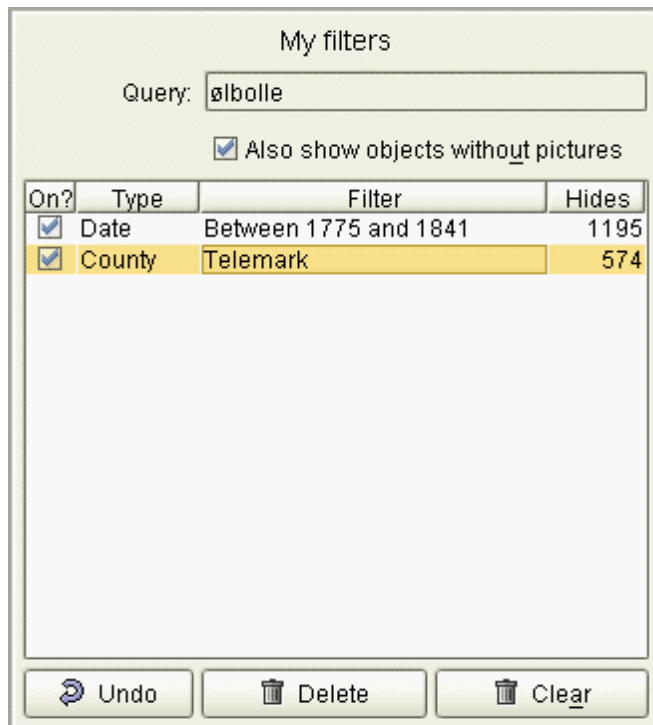 My filters
Query: ølbolle
Also show objects without pictures
On? Type Filter Hides
Date Between 1775 and 1841 1195
County Telemark 574
Undo Delete Clear